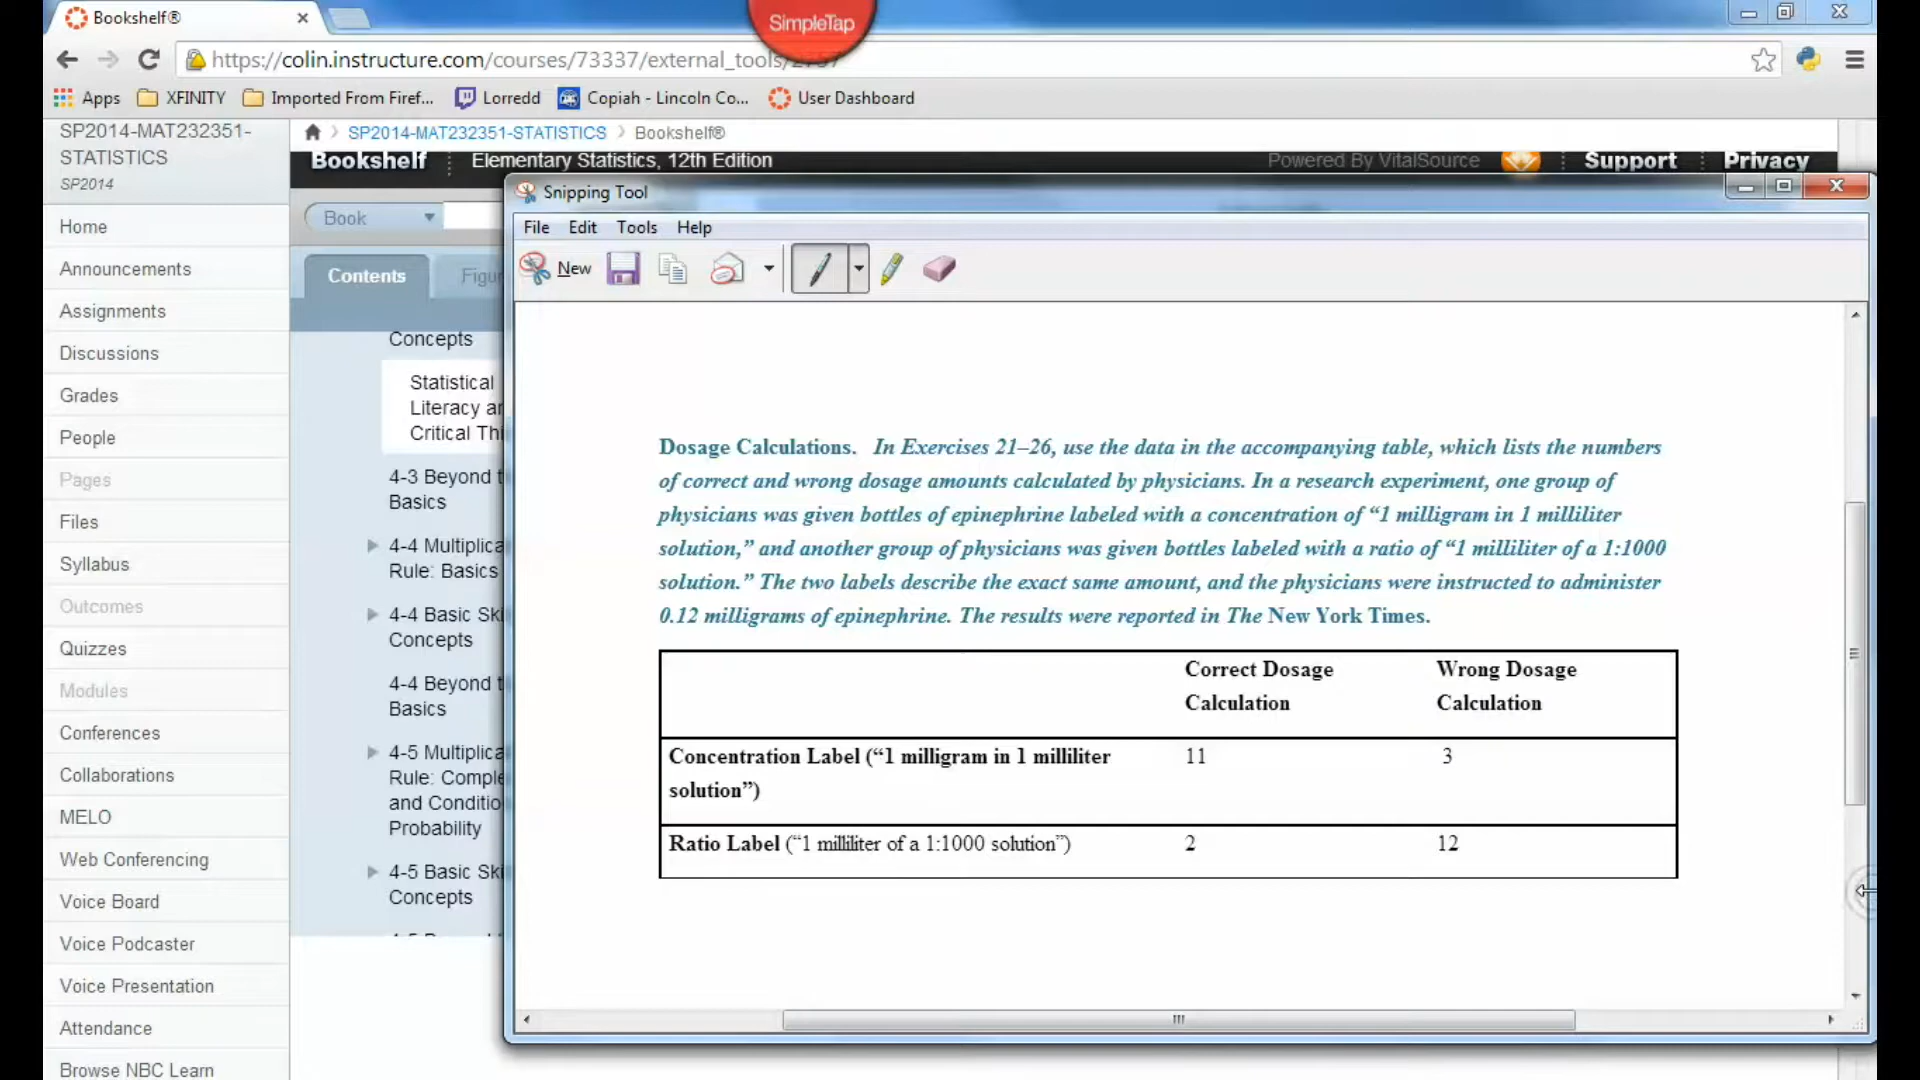 Bookshelf®
SimpleTap
https://colin.instructure.com/courses/73337/external_tools/
Apps
XFINITY
Imported From Firef...
Lorredd
Copiah - Lincoln Co...
User Dashboard
SP2014-MAT232351-
STATISTICS
SP2014
Home
Announcements
Assignments
Discussions
Grades
People
Pages
Files
Syllabus
Outcomes
Quizzes
Modules
Conferences
Collaborations
MELO
Web Conferencing
Voice Board
Voice Podcaster
Voice Presentation
Attendance
Browse NBC Learn
SP2014-MAT232351-STATISTICS > Bookshelf®
Bookshelf
Elementary Statistics, 12th Edition
Powered By VitalSource
Support
Privacy
Book
Contents
Figu
Concepts
Statistical
Literacy an
Critical Thi
4-3 Beyond t
Basics
4-4 Multiplica
Rule: Basics
4-4 Basic Ski
Concepts
4-4 Beyond t
Basics
4-5 Multiplica
Rule: Comple
and Conditio
Probability
4-5 Basic Ski
Concepts
Snipping Tool
File
Edit
Tools
Help
New
Dosage Calculations. In Exercises 21–26, use the data in the accompanying table, which lists the numbers
of correct and wrong dosage amounts calculated by physicians. In a research experiment, one group of
physicians was given bottles of epinephrine labeled with a concentration of “1 milligram in 1 milliliter
solution,” and another group of physicians was given bottles labeled with a ratio of “1 milliliter of a 1:1000
solution.” The two labels describe the exact same amount, and the physicians were instructed to administer
0.12 milligrams of epinephrine. The results were reported in The New York Times.
Correct Dosage
Calculation
Wrong Dosage
Calculation
Concentration Label (“1 milligram in 1 milliliter
solution”)
11
3
Ratio Label (“1 milliliter of a 1:1000 solution”)
2
12